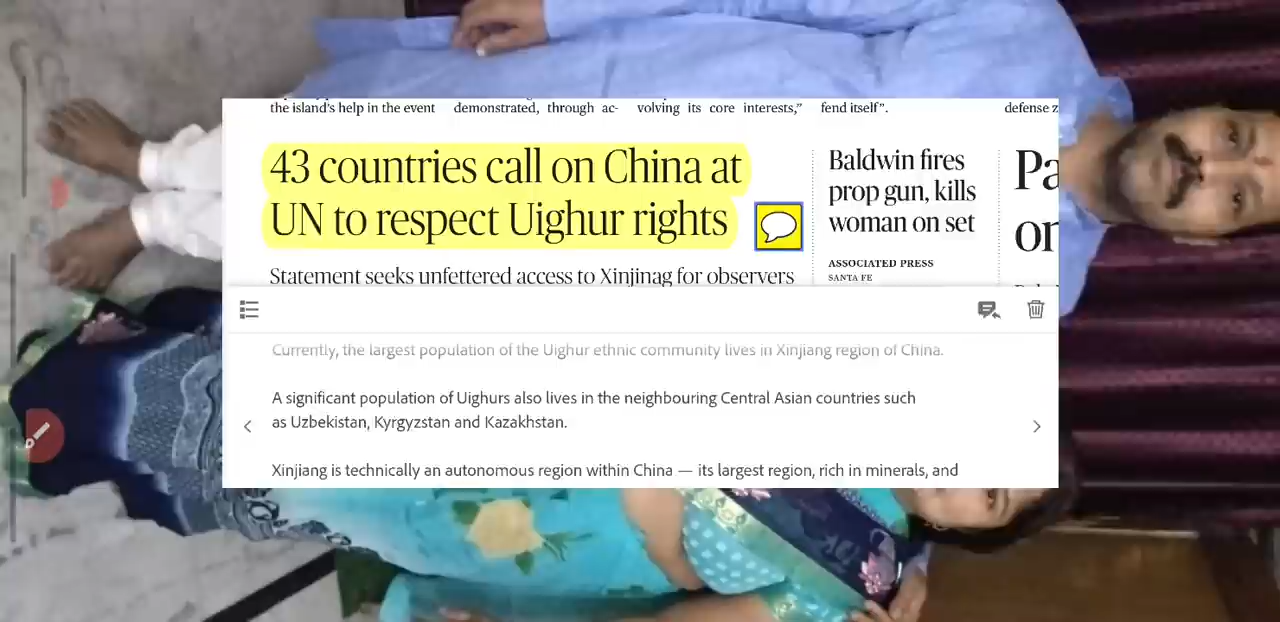 the island's help in the event demonstrated, through ac- volving its core interests," fend itself". defense z
43 countries call on China at
UN to respect Uighur rights
Statement seeks unfettered access to Xinjinag for observers
Baldwin fires
prop gun, kills
woman on set
ASSOCIATED PRESS
SANTA FE
Pa
or
Currently, the largest population of the Uighur ethnic community lives in Xinjiang region of China.
A significant population of Uighurs also lives in the neighbouring Central Asian countries such
as Uzbekistan, Kyrgyzstan and Kazakhstan.
Xinjiang is technically an autonomous region within China — its largest region, rich in minerals, and